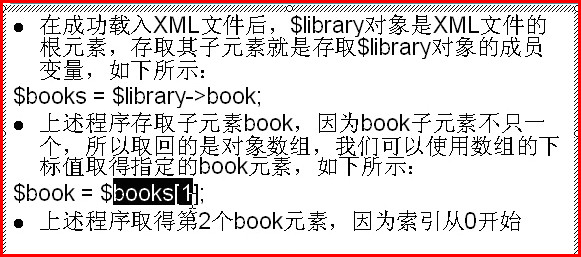 ● 在成功载入XML文件后，$library对象是XML文件的
根元素，存取其子元素就是存取$library对象的成员
变量，如下所示：
$books = $library->book;
● 上述程序存取子元素book，因为book子元素不只一
个，所以取回的是对象数组，我们可以使用数组的下
标值取得指定的book元素，如下所示：
$book = $books[1];
● 上述程序取得第2个book元素，因为索引从0开始